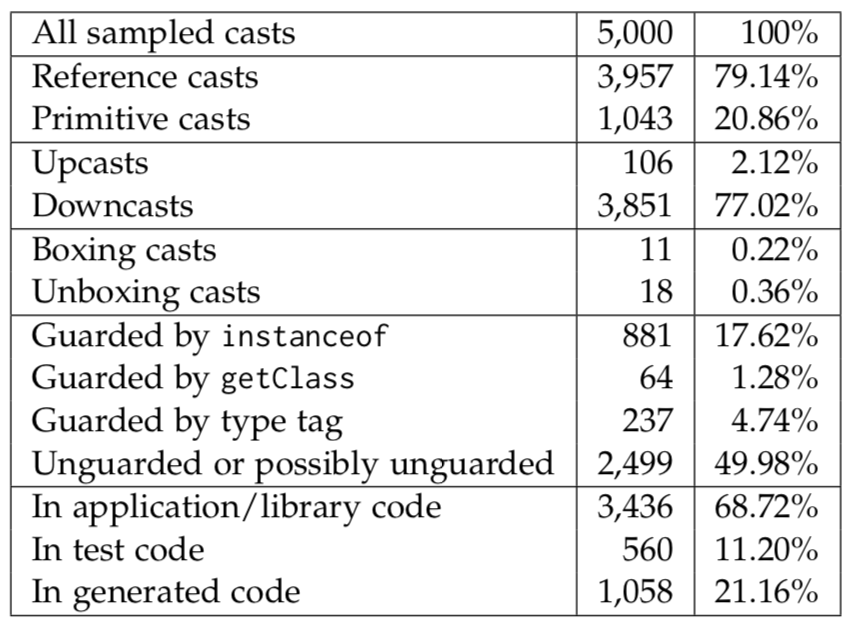 All sampled casts 5,000 100%
Reference casts 3,957 79.14%
Primitive casts 1,043 20.86%
Upcasts 106 2.12%
Downcasts 3,851 77.02%
Boxing casts 11 0.22%
Unboxing casts 18 0.36%
Guarded by instanceof 881 17.62%
Guarded by getClass 64 1.28%
Guarded by type tag 237 4.74%
Unguarded or possibly unguarded 2,499 49.98%
In application/library code 3,436 68.72%
In test code 560 11.20%
In generated code 1,058 21.16%